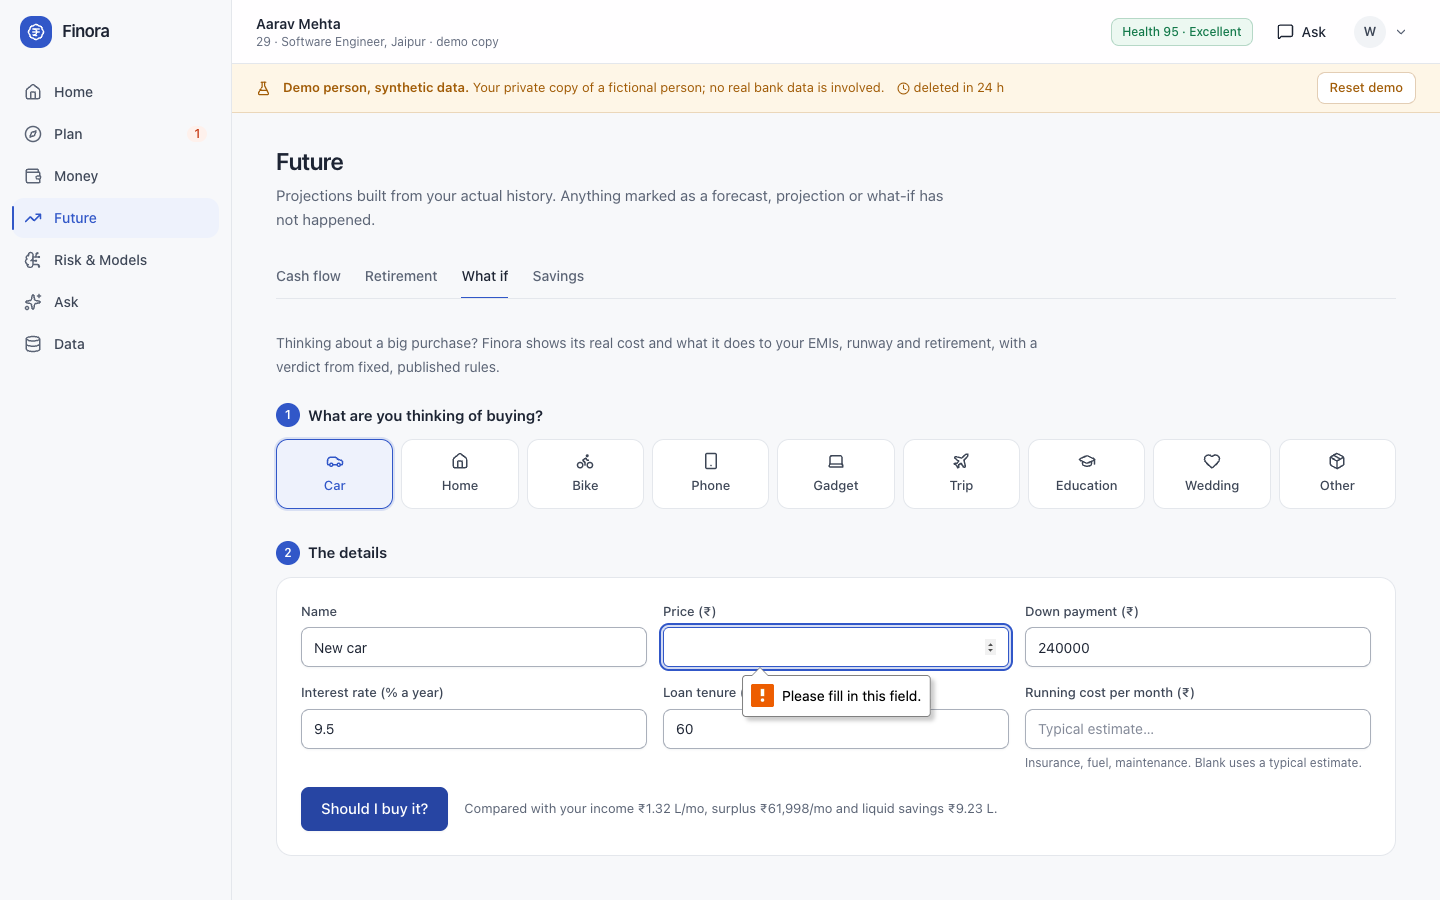 Finora
Home
Plan
1
Money
Future
Risk & Models
Ask
Data
Aarav Mehta
29 · Software Engineer, Jaipur · demo copy
Health 95 · Excellent
Ask
W
Demo person, synthetic data. Your private copy of a fictional person; no real bank data is involved. deleted in 24 h
Reset demo
Future
Projections built from your actual history. Anything marked as a forecast, projection or what-if has
not happened.
Cash flow
Retirement
What if
Savings
Thinking about a big purchase? Finora shows its real cost and what it does to your EMIs, runway and retirement, with a
verdict from fixed, published rules.
1 What are you thinking of buying?
Car
Home
Bike
Phone
Gadget
Trip
Education
Wedding
Other
2 The details
Name
New car
Price (₹)
Please fill in this field.
Down payment (₹)
240000
Interest rate (% a year)
9.5
Loan tenure
60
Running cost per month (₹)
Typical estimate...
Insurance, fuel, maintenance. Blank uses a typical estimate.
Should I buy it?
Compared with your income ₹1.32 L/mo, surplus ₹61,998/mo and liquid savings ₹9.23 L.